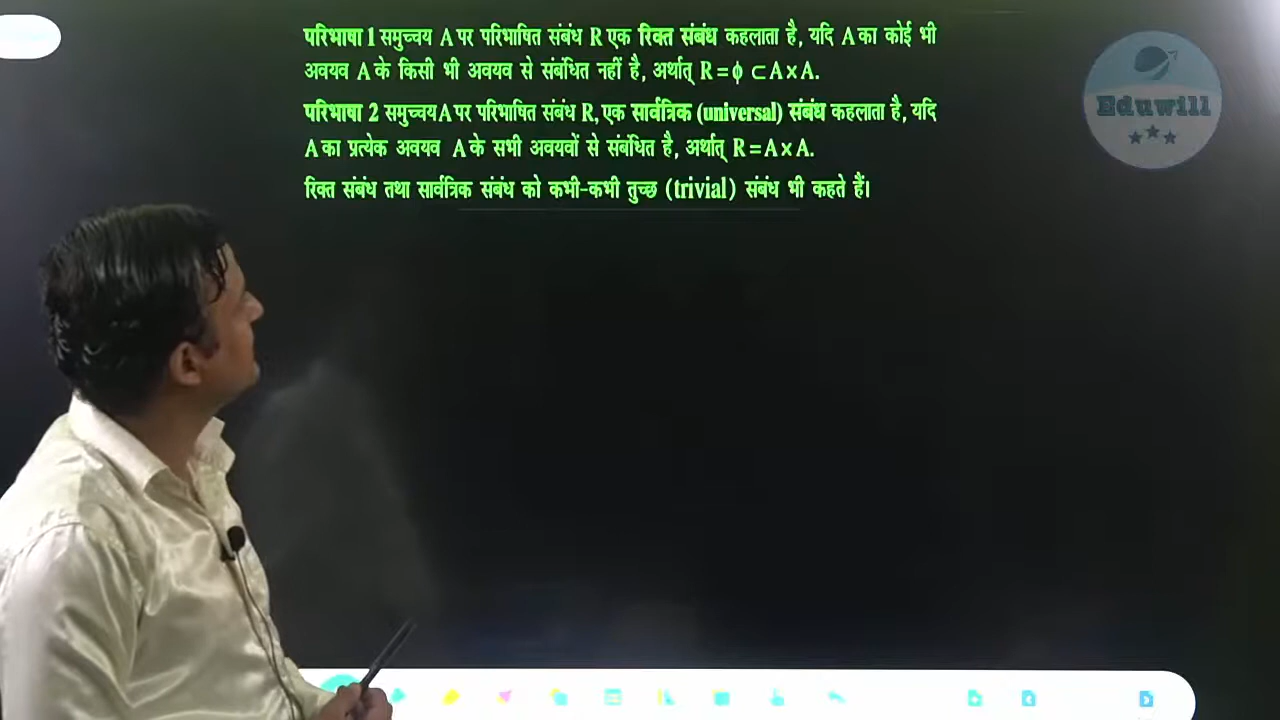 परिभाषा 1 समुच्चय A पर परिभाषित संबंध R एक रिक्त संबंध कहलाता है, यदि A का कोई भी
अवयव A के किसी भी अवयव से संबंधित नहीं है, अर्थात् R = ϕ ⊂ A × A.
परिभाषा 2 समुच्चय A पर परिभाषित संबंध R, एक सार्वत्रिक (universal) संबंध कहलाता है, यदि
A का प्रत्येक अवयव A के सभी अवयवों से संबंधित है, अर्थात् R = A × A.
रिक्त संबंध तथा सार्वत्रिक संबंध को कभी-कभी तुच्छ (trivial) संबंध भी कहते हैं।
Eduwill